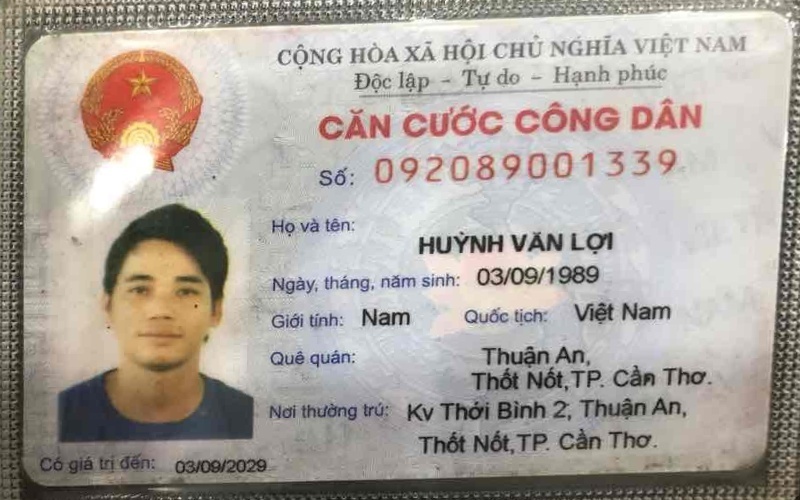 CỘNG HÒA XÃ HỘI CHỦ NGHĨA VIỆT NAM
Độc lập - Tự do - Hạnh phúc
CĂN CƯỚC CÔNG DÂN
Số: 092089001339
Họ và tên:
HUỲNH VĂN LỢI
Ngày, tháng, năm sinh: 03/09/1989
Giới tính: Nam Quốc tịch: Việt Nam
Quê quán: Thuận An,
Thốt Nốt,TP. Cần Thơ.
Nơi thường trú: Kv Thới Bình 2, Thuận An,
Thốt Nốt,TP. Cần Thơ.
Có giá trị đến: 03/09/2029